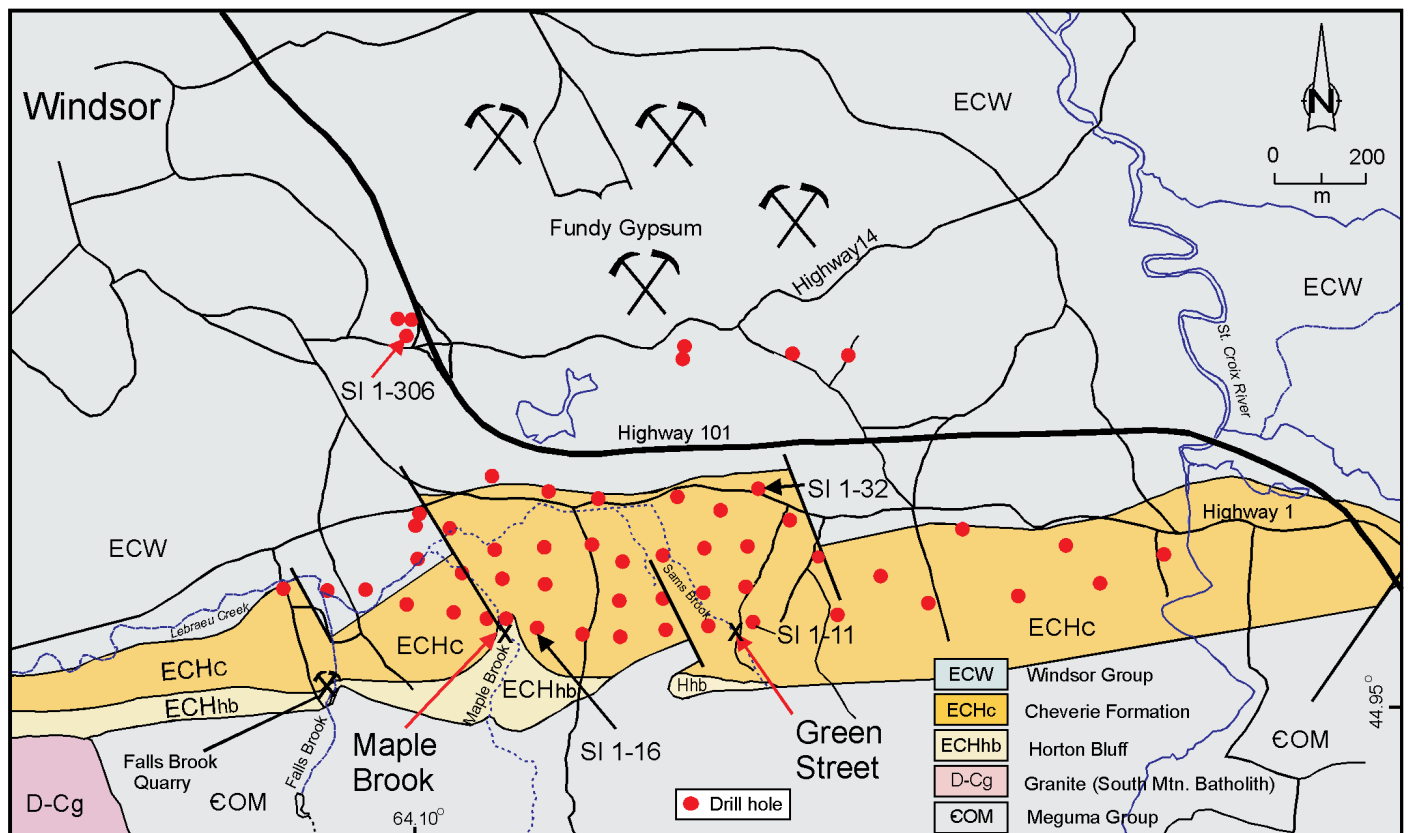 Windsor
ECW
N
0 200
m
Fundy Gypsum
Highway14
ECW
St. Croix River
SI 1-306
Highway 101
SI 1-32
Highway 1
ECW
Lebraeu Creek
Sams Brook
ECHc
ECHc
SI 1-11
ECHc
ECHhb
ECHhb
Hhb
Maple Brook
Falls Brook
Quarry
Falls Brook
Maple
Brook
SI 1-16
Green
Street
D-Cg
ЄOM
64.10°
Drill hole
ECW Windsor Group
ECHc Cheverie Formation
ECHhb Horton Bluff
D-Cg Granite (South Mtn. Batholith)
ЄOM Meguma Group
ЄOM
44.95°